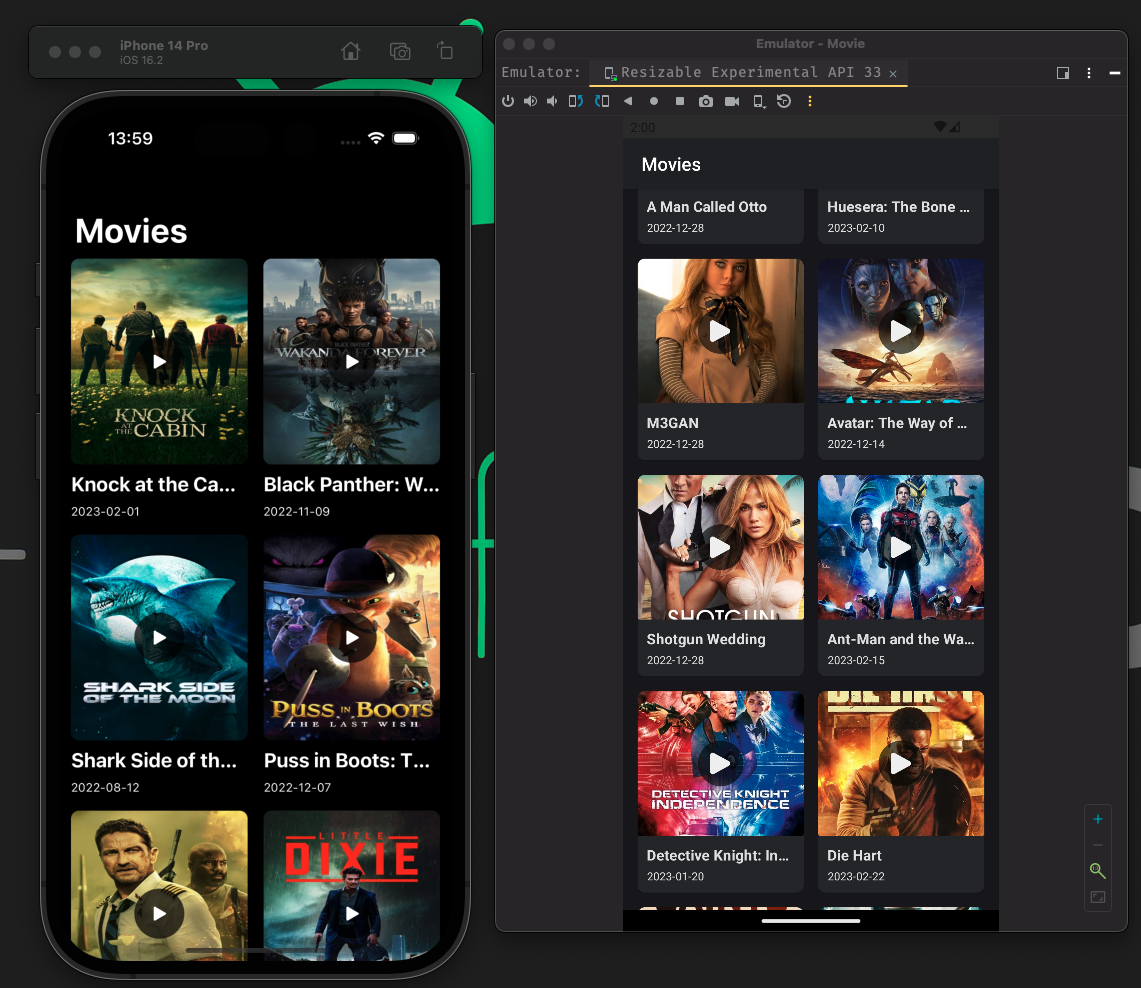 iPhone 14 Pro
iOS 16.2
13:59
Movies
KNOCK
AT THE CABIN
BLACK PANTHER
WAKANDA FOREVER
Knock at the Ca...
Black Panther: W...
2023-02-01
2022-11-09
SHARK SIDE
OF THE MOON
PUSS IN BOOTS
THE LAST WISH
Shark Side of th...
Puss in Boots: T...
2022-08-12
2022-12-07
LITTLE
DIXIE
Emulator - Movie
Emulator:
Resizable Experimental API 33
2:00
Movies
A Man Called Otto
Huesera: The Bone ...
2022-12-28
2023-02-10
M3GAN
Avatar: The Way of ...
2022-12-28
2022-12-14
SHOTGUN
Shotgun Wedding
Ant-Man and the Wa...
2022-12-28
2023-02-15
DETECTIVE KNIGHT
INDEPENDENCE
DIE HART
Detective Knight: In...
Die Hart
2023-01-20
2023-02-22